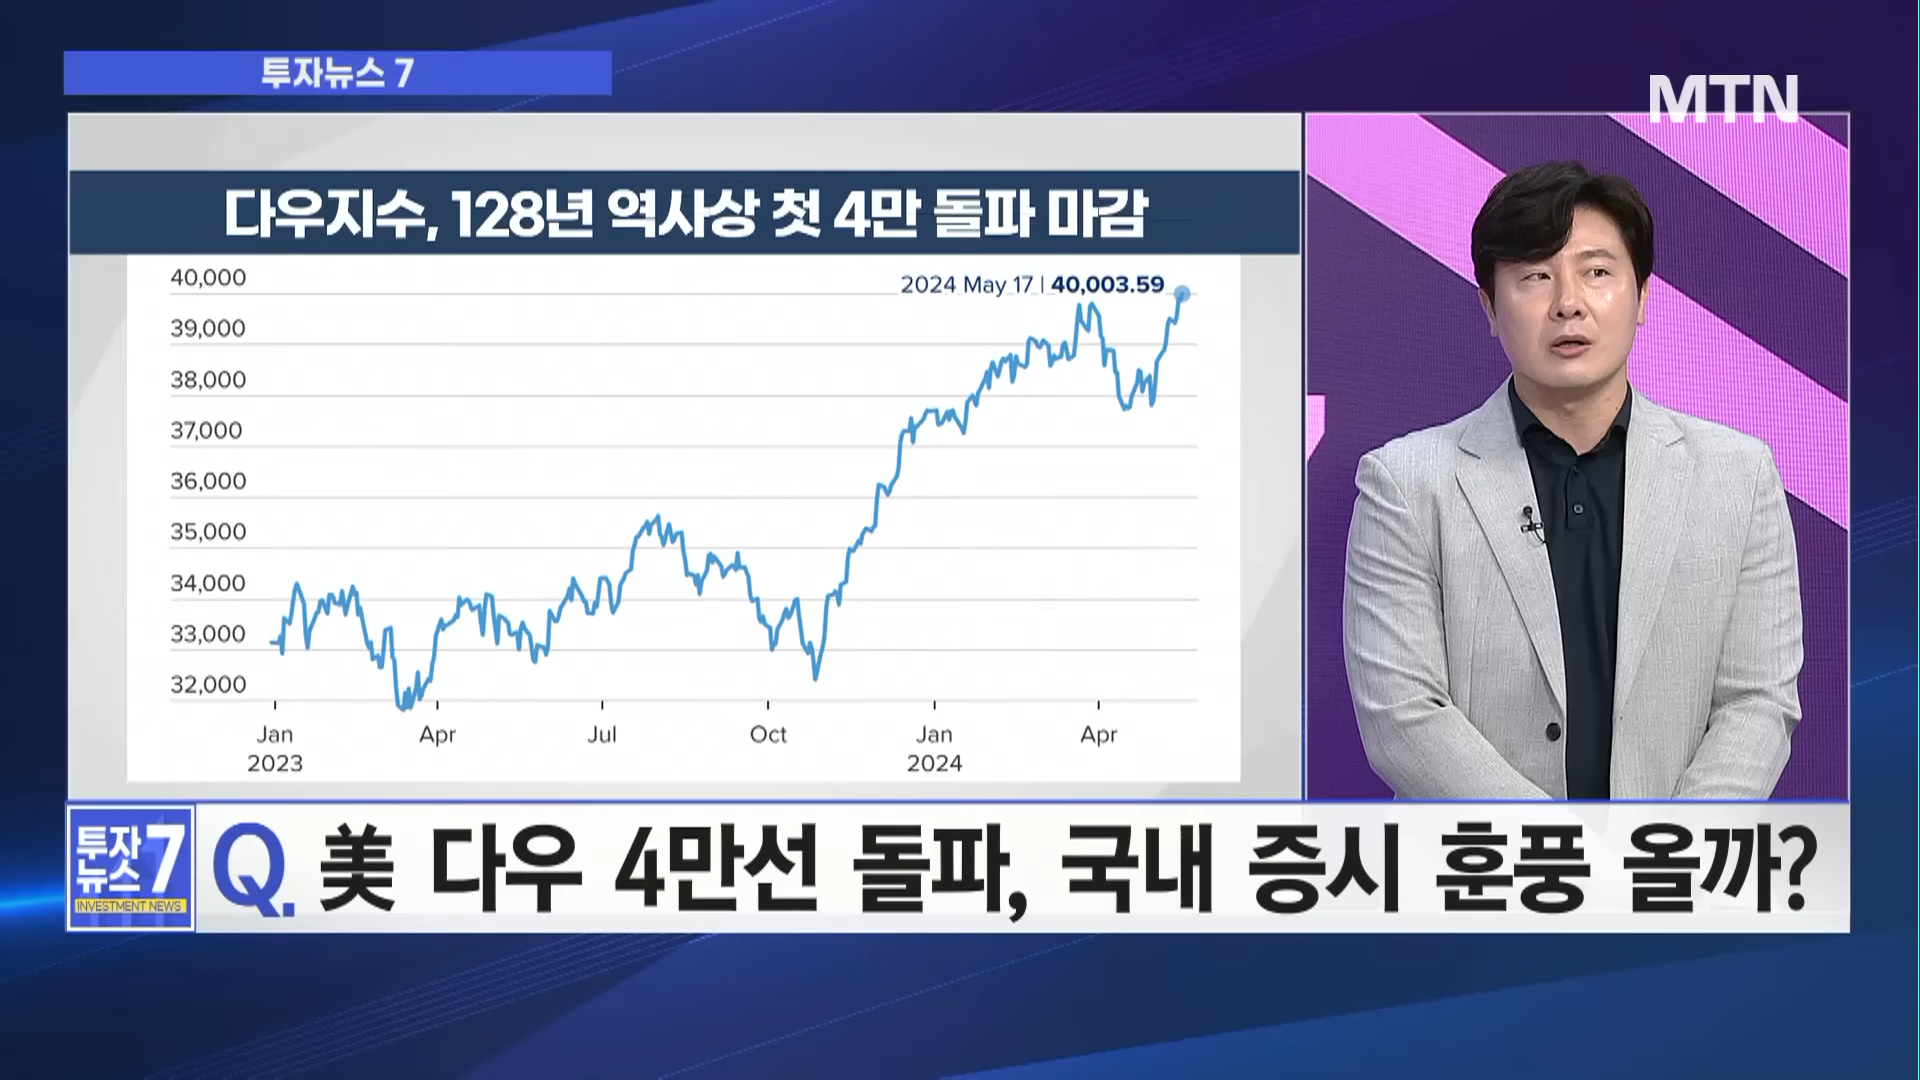 투자뉴스 7
MTN
다우지수, 128년 역사상 첫 4만 돌파 마감
2024 May 17 | 40,003.59
40,000
39,000
38,000
37,000
36,000
35,000
34,000
33,000
32,000
Jan Apr Jul Oct Jan Apr
2023 2024
투자
뉴스 7
INVESTMENT NEWS
Q. 美 다우 4만선 돌파, 국내 증시 훈풍 올까?